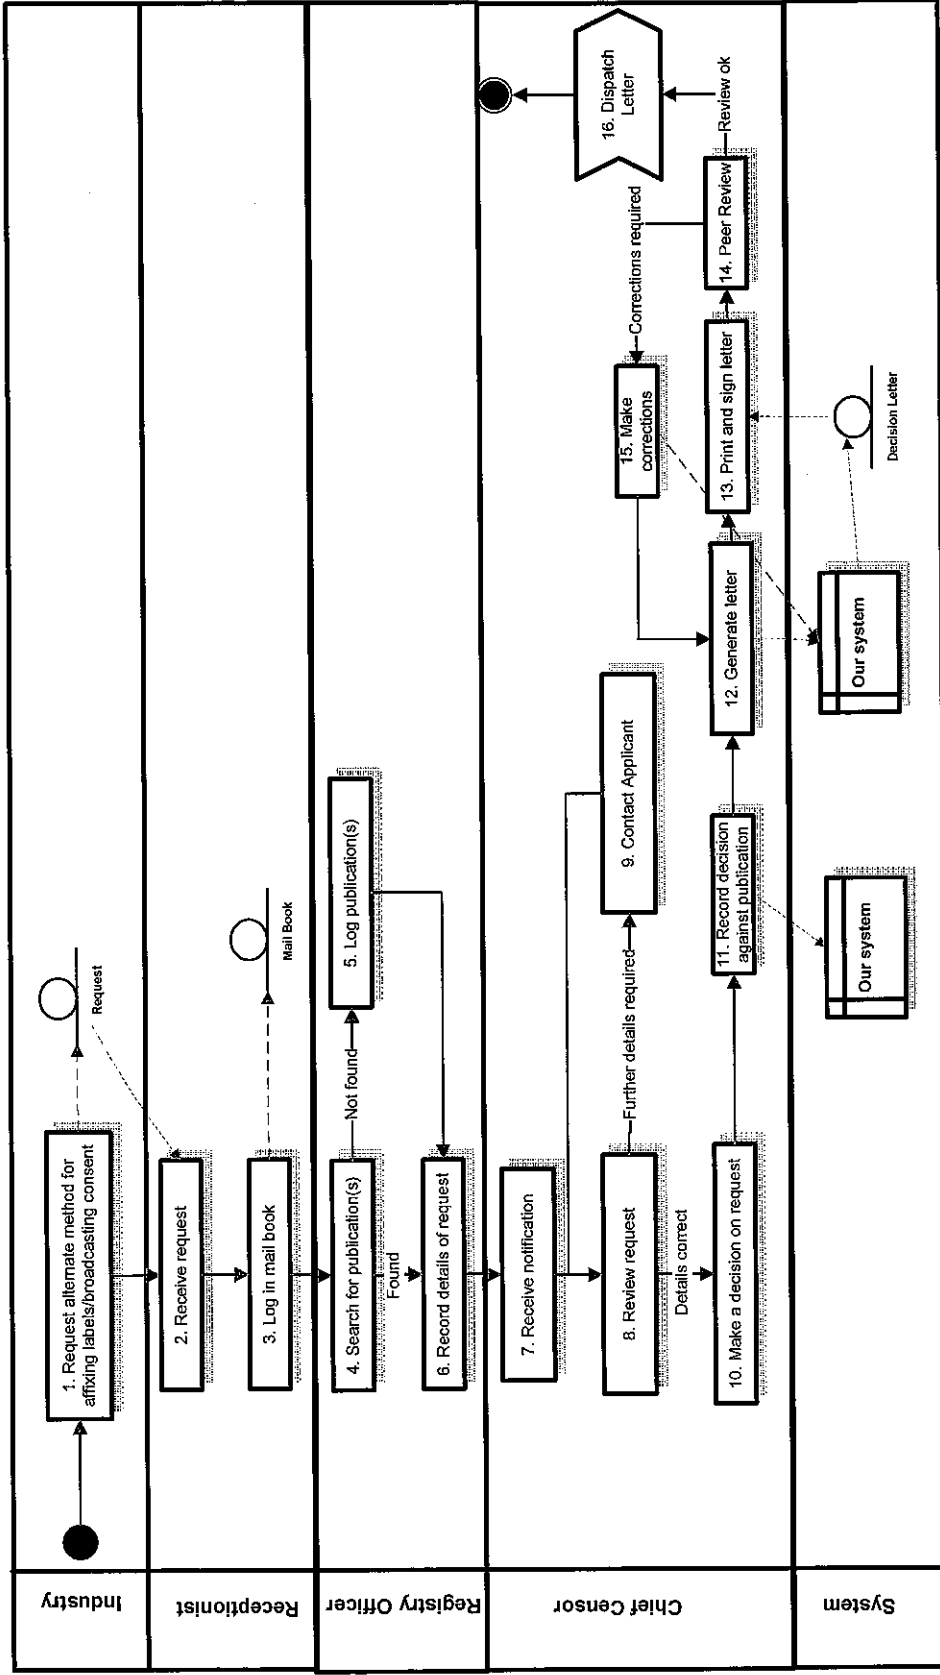 Industry
1. Request alternate method for
affixing labels/broadcasting consent
Request
Receptionist
2. Receive request
3. Log in mail book
Mail Book
Registry Officer
4. Search for publication(s)
Not found
5. Log publication(s)
Found
6. Record details of request
Chief Censor
7. Receive notification
8. Review request
Further details required
9. Contact Applicant
Details correct
10. Make a decision on request
11. Record decision
against publication
12. Generate letter
13. Print and sign letter
14. Peer Review
Corrections required
15. Make
corrections
Review ok
16. Dispatch
Letter
System
Our system
Our system
Decision Letter